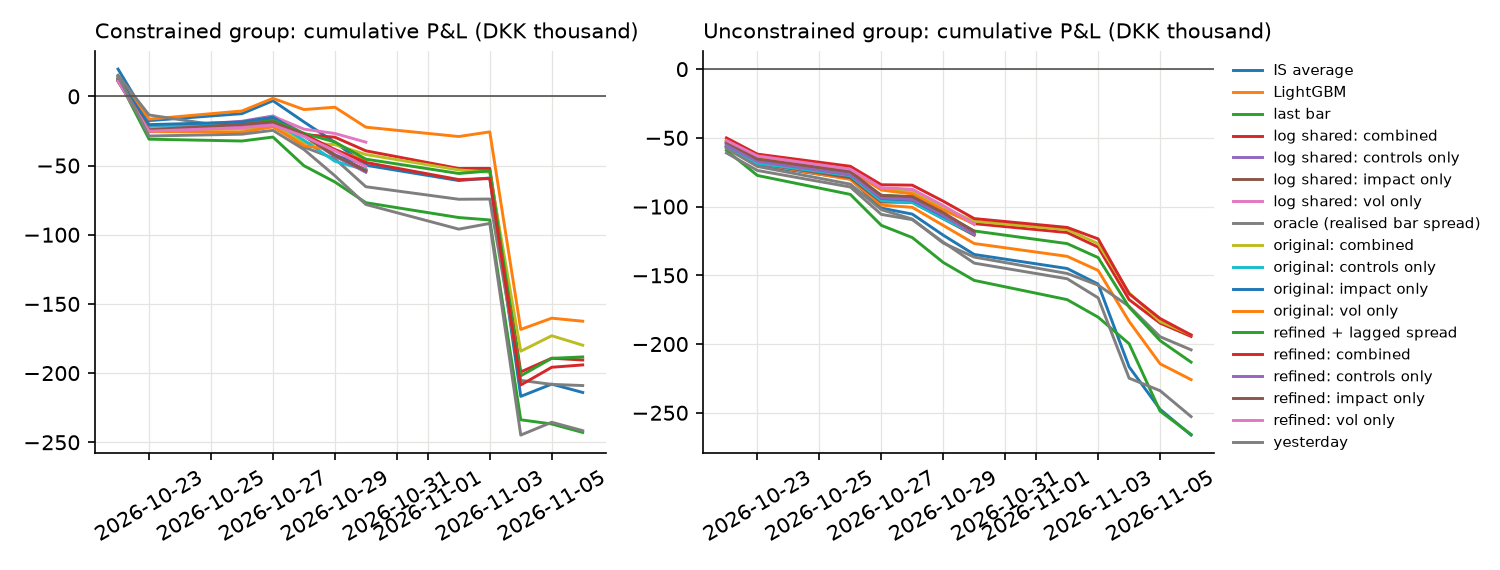 Constrained group: cumulative P&L (DKK thousand)
0
−50
−100
−150
−200
−250
2026-10-23
2026-10-25
2026-10-27
2026-10-29
2026-10-31
2026-11-01
2026-11-03
2026-11-05
Unconstrained group: cumulative P&L (DKK thousand)
0
−50
−100
−150
−200
−250
2026-10-23
2026-10-25
2026-10-27
2026-10-29
2026-10-31
2026-11-01
2026-11-03
2026-11-05
IS average
LightGBM
last bar
log shared: combined
log shared: controls only
log shared: impact only
log shared: vol only
oracle (realised bar spread)
original: combined
original: controls only
original: impact only
original: vol only
refined + lagged spread
refined: combined
refined: controls only
refined: impact only
refined: vol only
yesterday